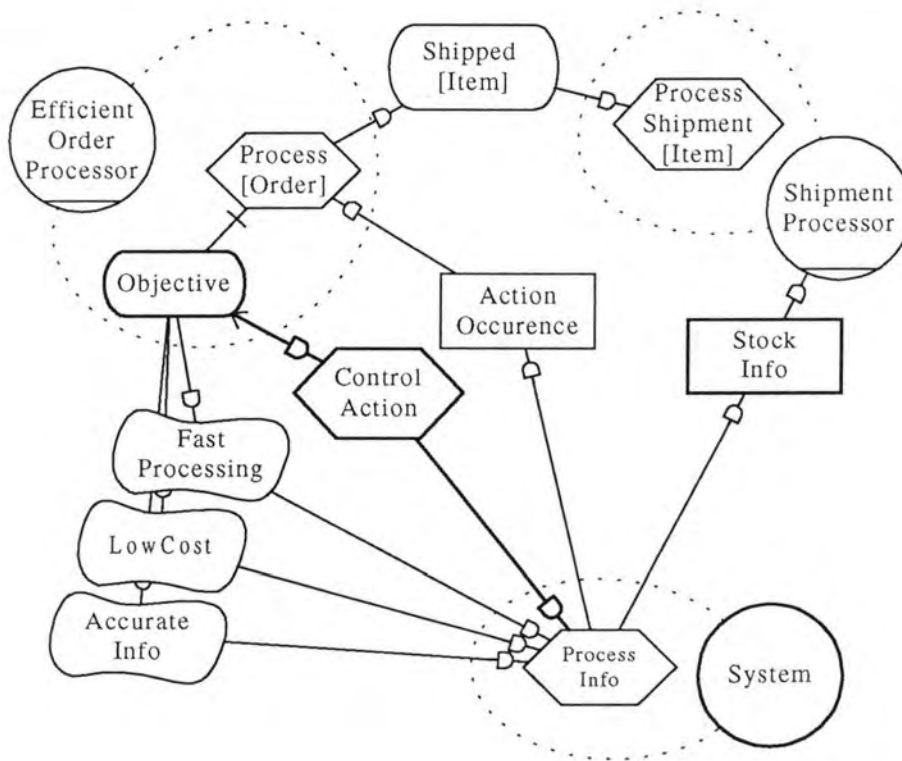 Shipped
[Item]
Efficient
Order
Processor
Process
[Order]
Process
Shipment
[Item]
Shipment
Processor
Objective
Action
Occurence
Stock
Info
Control
Action
Fast
Processing
LowCost
Accurate
Info
Process
Info
System